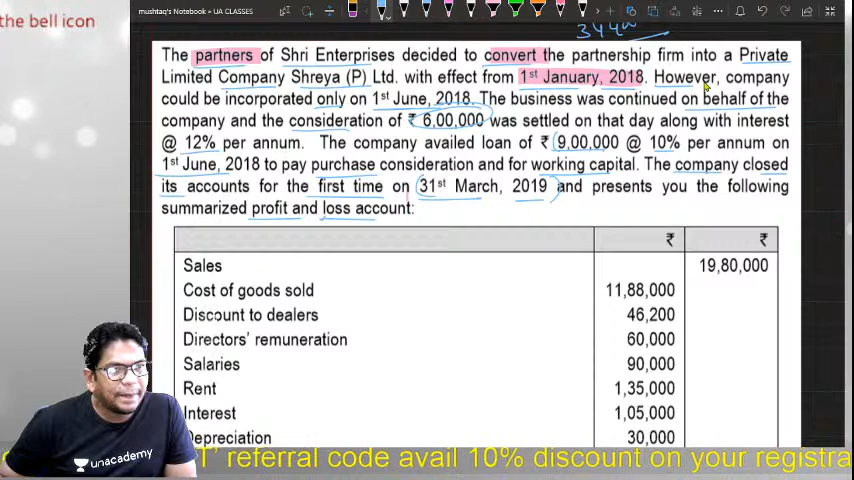 the bell icon
mushtaq's Notebook » UA CLASSES
The partners of Shri Enterprises decided to convert the partnership firm into a Private
Limited Company Shreya (P) Ltd. with effect from 1st January, 2018. However, company
could be incorporated only on 1st June, 2018. The business was continued on behalf of the
company and the consideration of ₹ 6,00,000 was settled on that day along with interest
@ 12% per annum. The company availed loan of ₹ 9,00,000 @ 10% per annum on
1st June, 2018 to pay purchase consideration and for working capital. The company closed
its accounts for the first time on 31st March, 2019 and presents you the following
summarized profit and loss account:
₹ ₹
Sales 19,80,000
Cost of goods sold 11,88,000
Discount to dealers 46,200
Directors' remuneration 60,000
Salaries 90,000
Rent 1,35,000
Interest 1,05,000
Depreciation 30,000
unacademy
T' referral code avail 10% discount on your registra